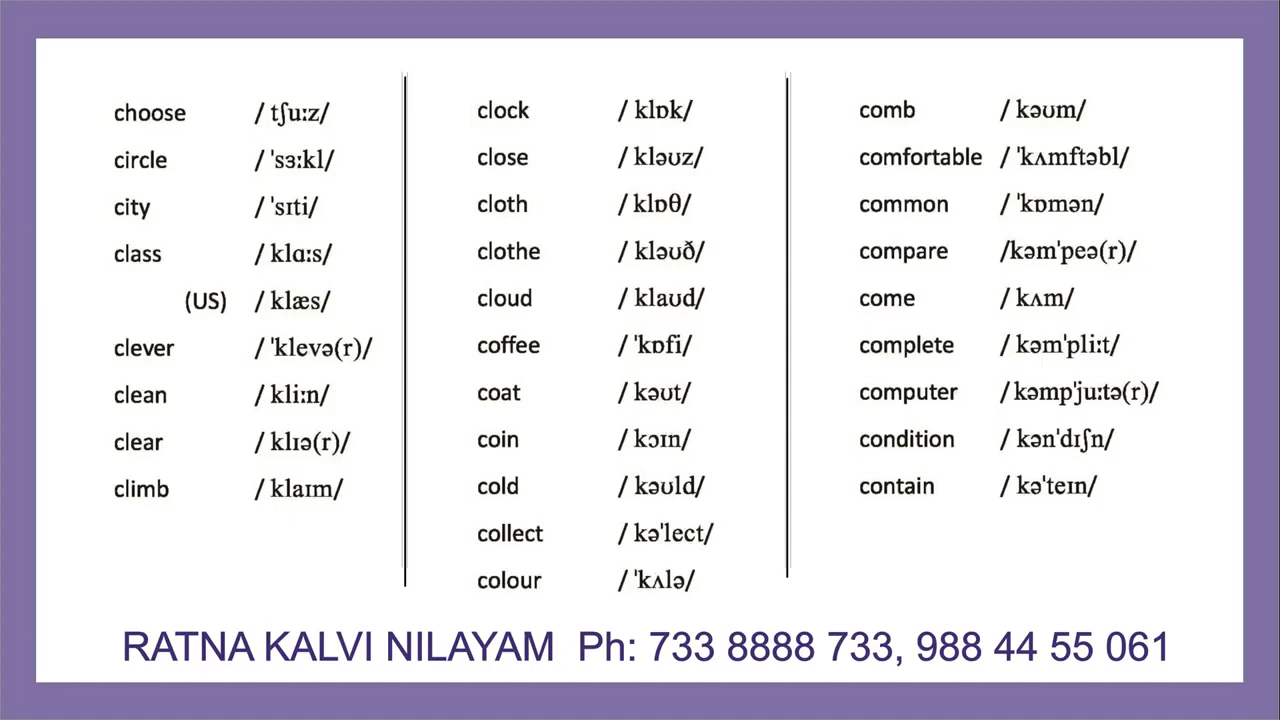 choose / tʃuːz/
circle / ˈsɜːkl/
city / ˈsɪti/
class / klɑːs/
(US) / klæs/
clever / ˈklevə(r)/
clean / kliːn/
clear / klɪə(r)/
climb / klaɪm/
clock / klɒk/
close / kləʊz/
cloth / klɒθ/
clothe / kləʊð/
cloud / klaʊd/
coffee / ˈkɒfi/
coat / kəʊt/
coin / kɔɪn/
cold / kəʊld/
collect / kəˈlect/
colour / ˈkʌlə/
comb / kəʊm/
comfortable / ˈkʌmftəbl/
common / ˈkɒmən/
compare /kəmˈpeə(r)/
come / kʌm/
complete / kəmˈpliːt/
computer / kəmpˈjuːtə(r)/
condition / kənˈdɪʃn/
contain / kəˈteɪn/
RATNA KALVI NILAYAM Ph: 733 8888 733, 988 44 55 061